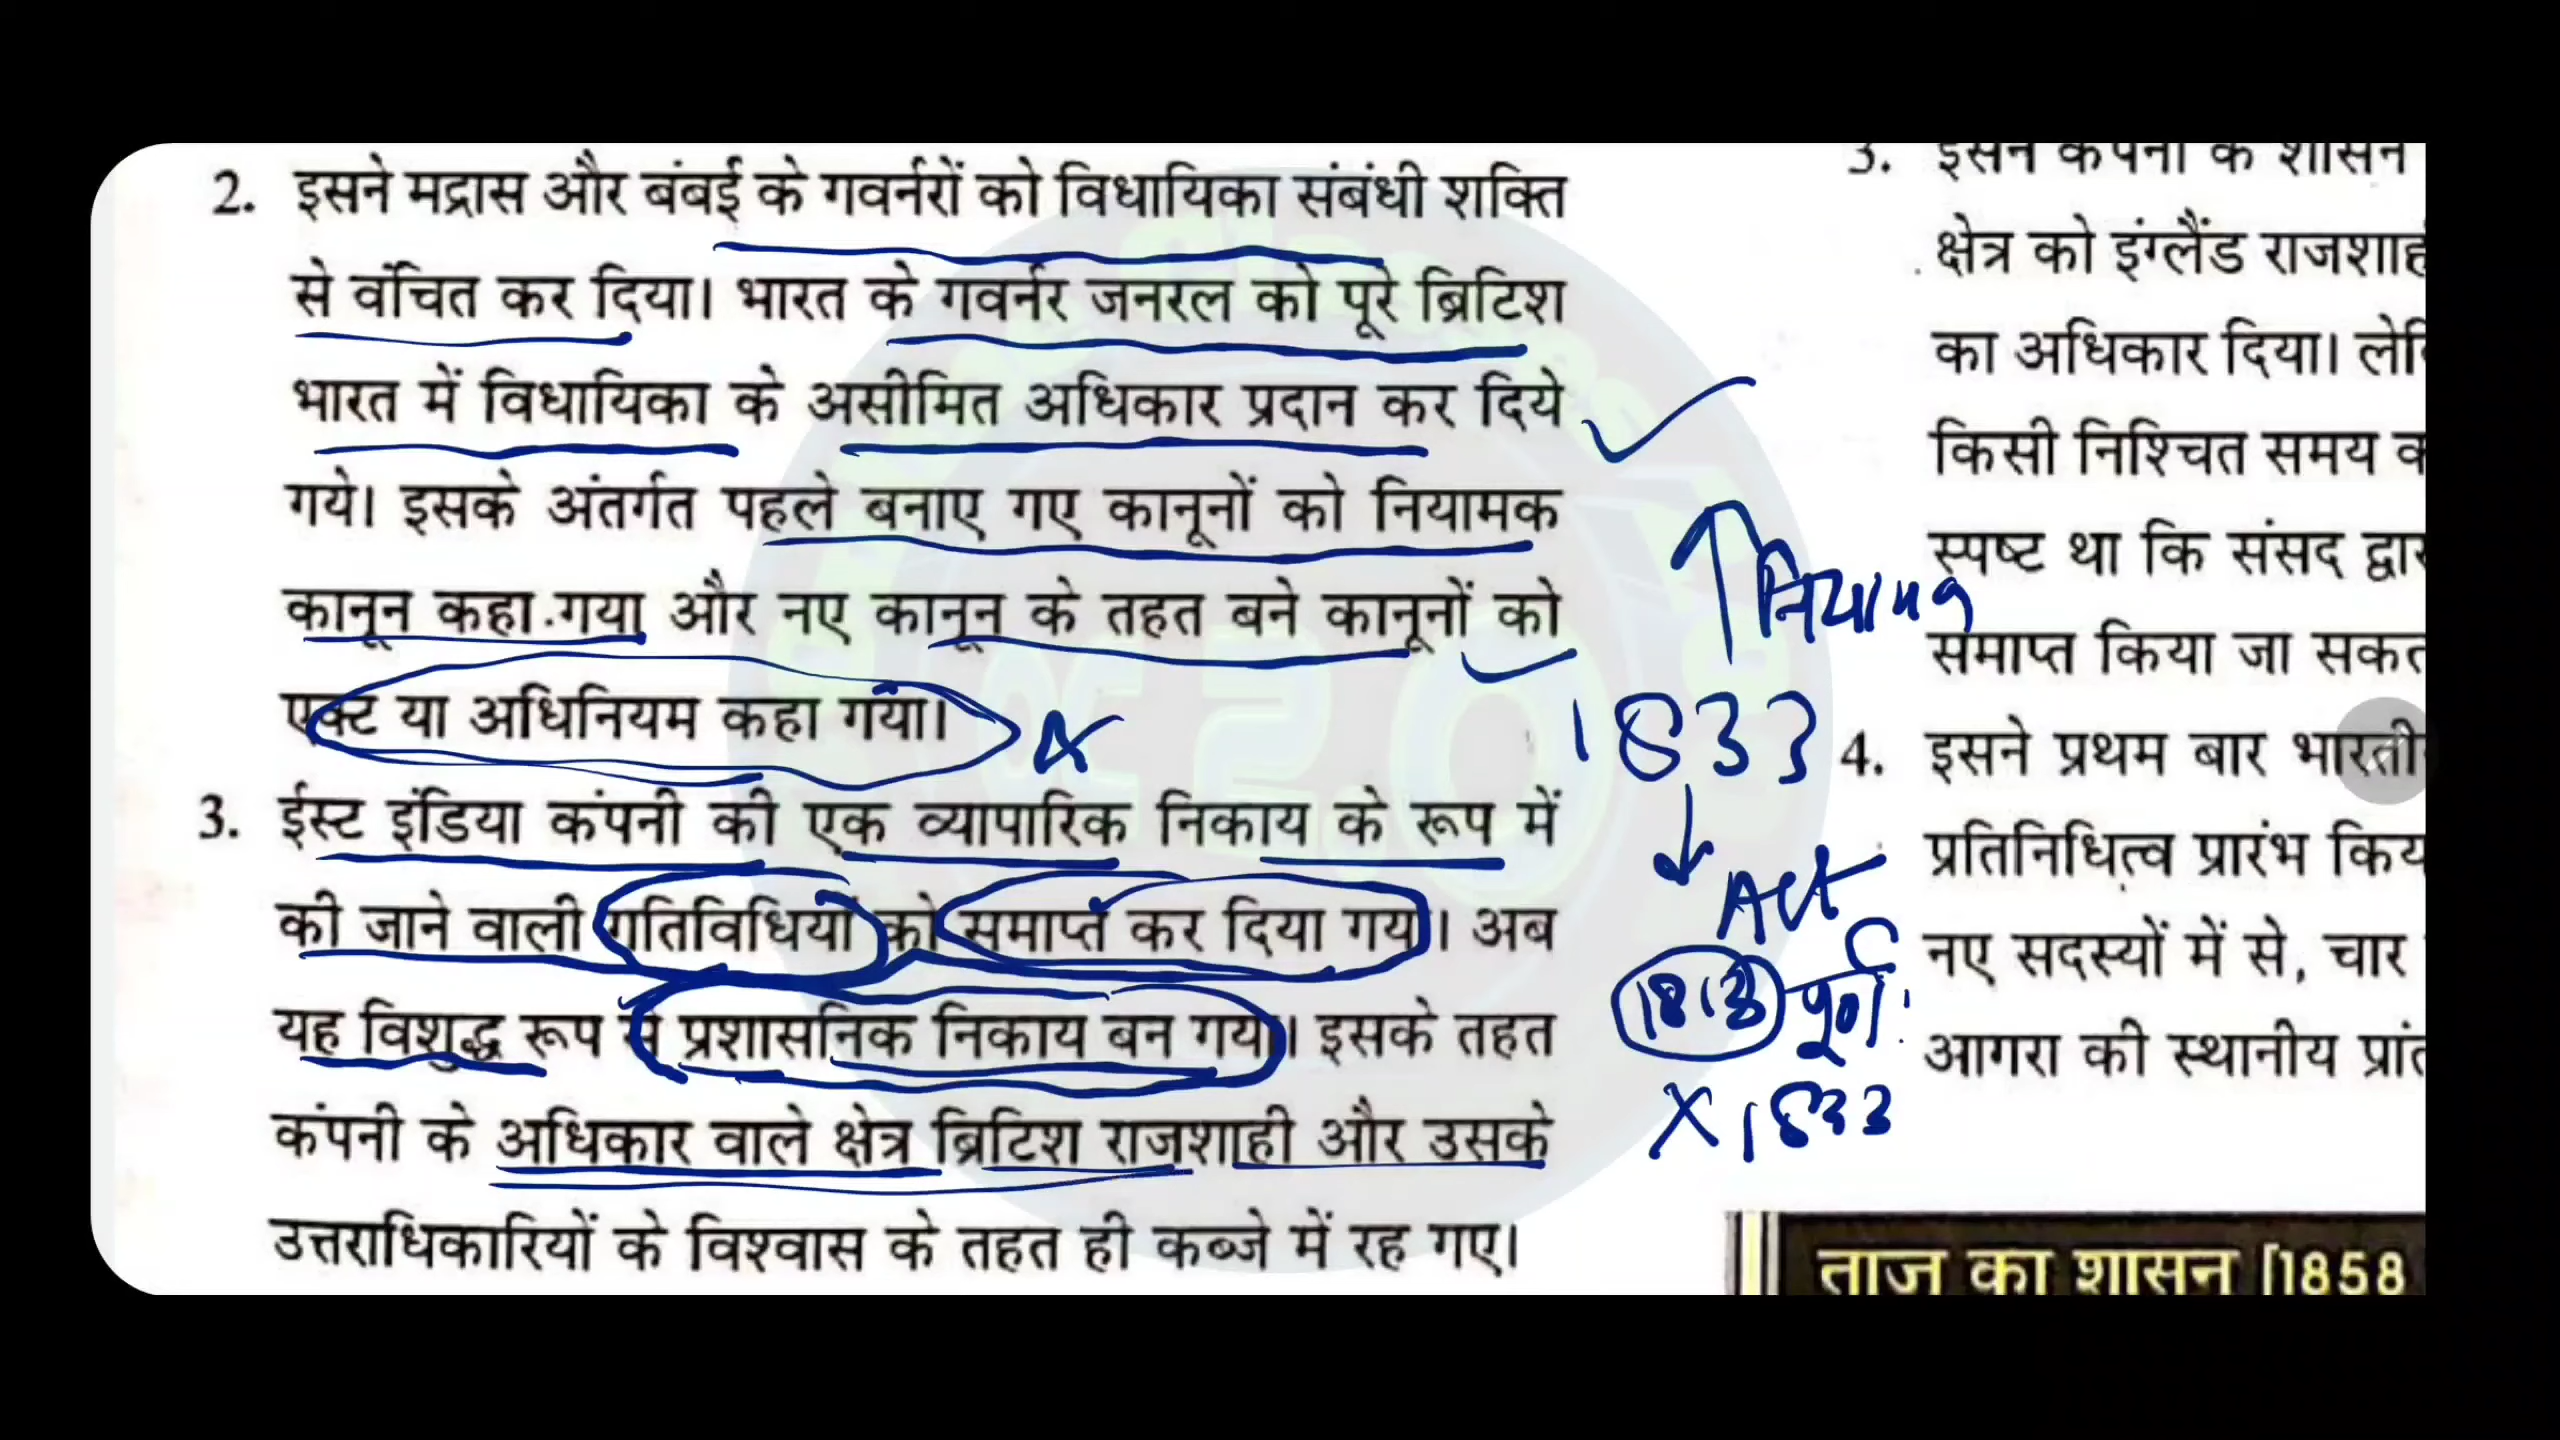 2. इसने मद्रास और बंबई के गवर्नरों को विधायिका संबंधी शक्ति
से वंचित कर दिया। भारत के गवर्नर जनरल को पूरे ब्रिटिश
भारत में विधायिका के असीमित अधिकार प्रदान कर दिये
गये। इसके अंतर्गत पहले बनाए गए कानूनों को नियामक
कानून कहा गया और नए कानून के तहत बने कानूनों को
एक्ट या अधिनियम कहा गया।
3. ईस्ट इंडिया कंपनी की एक व्यापारिक निकाय के रूप में
की जाने वाली गतिविधियों को समाप्त कर दिया गया। अब
यह विशुद्ध रूप से प्रशासनिक निकाय बन गया। इसके तहत
कंपनी के अधिकार वाले क्षेत्र ब्रिटिश राजशाही और उसके
उत्तराधिकारियों के विश्वास के तहत ही कब्जे में रह गए।
1833
Act
1813 पूर्ण
X 1833
3. इसने कंपनी के शासन
क्षेत्र को इंग्लैंड
का अधिकार दिया।
किसी निश्चित समय
स्पष्ट था कि संसद
समाप्त किया जा
4. इसने प्रथम बार
प्रतिनिधित्व प्रारंभ
नए सदस्यों में से, चार
आगरा की स्थानीय
ताज का शासन [1858